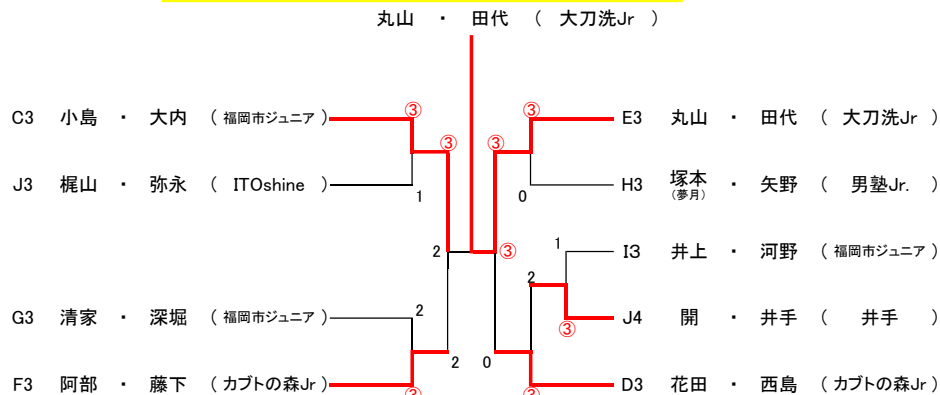 丸山 ・ 田代 ( 大刀洗Jr )
③ ③
C3 小島 ・ 大内 ( 福岡市ジュニア ) E3 丸山 ・ 田代 ( 大刀洗Jr )
③ ③
J3 梶山 ・ 弥永 ( ITOshine ) 1 0 H3 塚本 ・ 矢野 ( 男塾Jr. )
(夢月)
2 ③ 1 I3 井上 ・ 河野 ( 福岡市ジュニア )
2
G3 清家 ・ 深堀 ( 福岡市ジュニア ) 2 ③ J4 開 ・ 井手 ( 井手 )
2 0
F3 阿部 ・ 藤下 ( カブトの森Jr ) ③ ③ D3 花田 ・ 西島 ( カブトの森Jr )